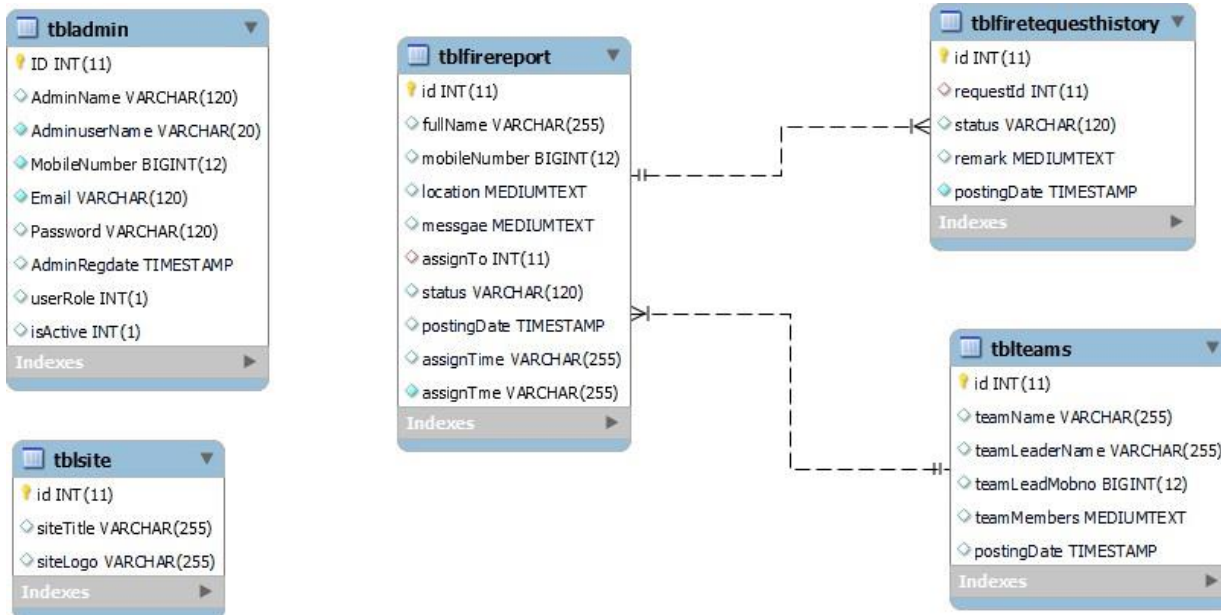 tbladmin
ID INT(11)
AdminName VARCHAR(120)
AdminuserName VARCHAR(20)
MobileNumber BIGINT(12)
Email VARCHAR(120)
Password VARCHAR(120)
AdminRegdate TIMESTAMP
userRole INT(1)
isActive INT(1)
Indexes
tblsite
id INT(11)
siteTitle VARCHAR(255)
siteLogo VARCHAR(255)
Indexes
tblfirereport
id INT(11)
fullName VARCHAR(255)
mobileNumber BIGINT(12)
location MEDIUMTEXT
messgae MEDIUMTEXT
assignTo INT(11)
status VARCHAR(120)
postingDate TIMESTAMP
assignTime VARCHAR(255)
assignTme VARCHAR(255)
Indexes
tblfiretequesthistory
id INT(11)
requestId INT(11)
status VARCHAR(120)
remark MEDIUMTEXT
postingDate TIMESTAMP
Indexes
tblteams
id INT(11)
teamName VARCHAR(255)
teamLeaderName VARCHAR(255)
teamLeadMobno BIGINT(12)
teamMembers MEDIUMTEXT
postingDate TIMESTAMP
Indexes